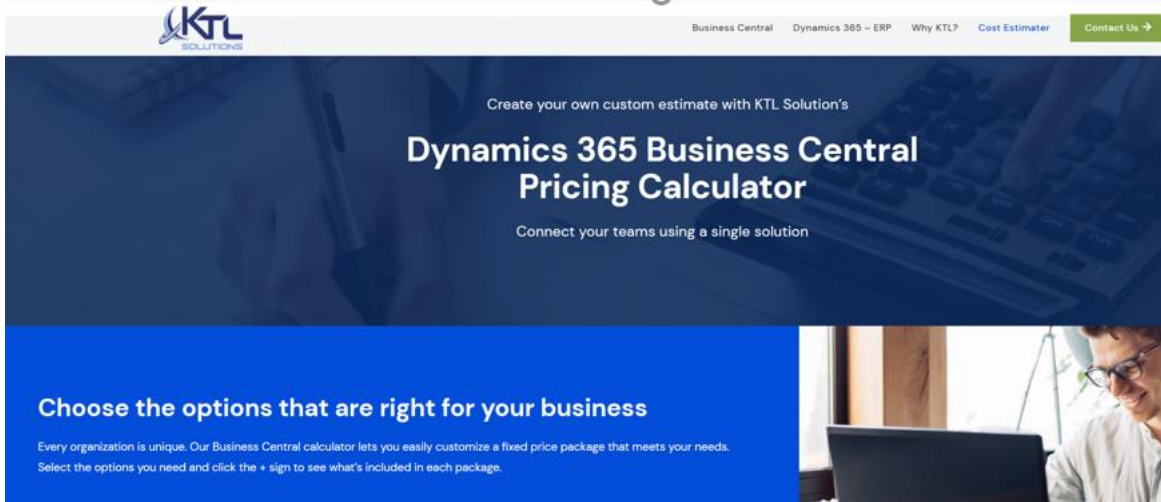 KTL
SOLUTIONS
Business Central
Dynamics 365 – ERP
Why KTL?
Cost Estimater
Contact Us →
Create your own custom estimate with KTL Solution's
Dynamics 365 Business Central
Pricing Calculator
Connect your teams using a single solution
Choose the options that are right for your business
Every organization is unique. Our Business Central calculator lets you easily customize a fixed price package that meets your needs.
Select the options you need and click the + sign to see what's included in each package.